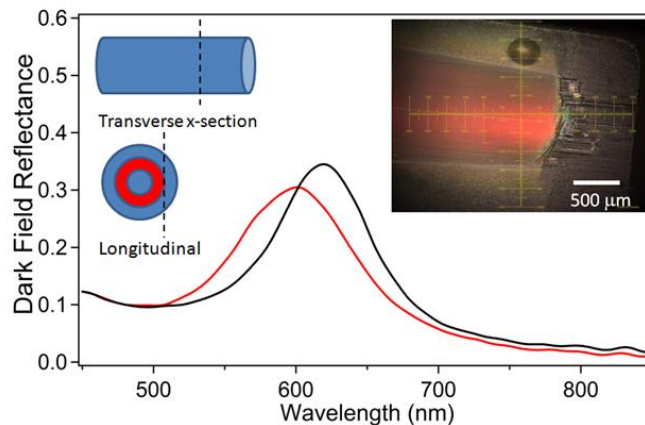 0.6
0.5
0.4
0.3
0.2
0.1
0.0
Dark Field Reflectance
Transverse x-section
Longitudinal
500 μm
500
600
700
800
Wavelength (nm)